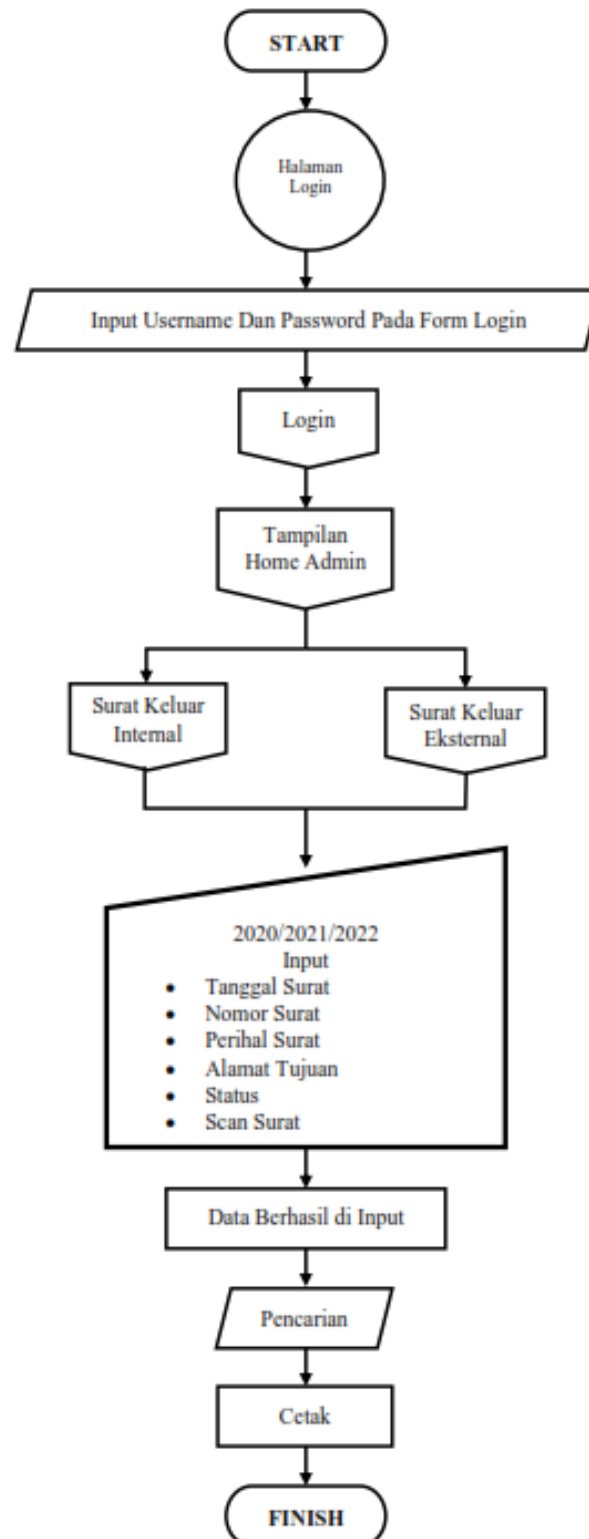 START
Halaman
Login
Input Username Dan Password Pada Form Login
Login
Tampilan
Home Admin
Surat Keluar
Internal
Surat Keluar
Eksternal
2020/2021/2022
Input
• Tanggal Surat
• Nomor Surat
• Perihal Surat
• Alamat Tujuan
• Status
• Scan Surat
Data Berhasil di Input
Pencarian
Cetak
FINISH